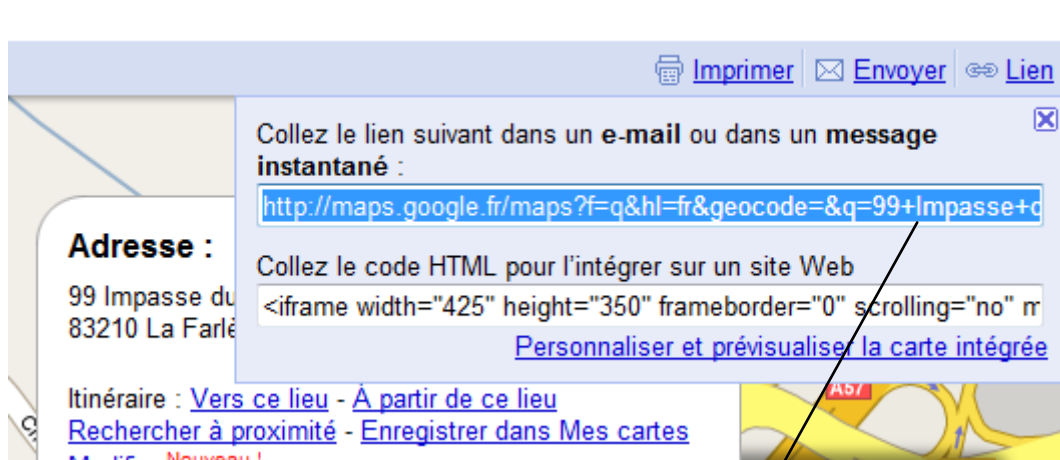 Imprimer Envoyer Lien
Collez le lien suivant dans un e-mail ou dans un message
instantané :
http://maps.google.fr/maps?f=q&hl=fr&geocode=&q=99+Impasse+
Adresse :
Collez le code HTML pour l'intégrer sur un site Web
99 Impasse du
<iframe width="425" height="350" frameborder="0" scrolling="no"
83210 La Farlè
Personnaliser et prévisualiser la carte intégrée
A57
Itinéraire : Vers ce lieu - À partir de ce lieu
Rechercher à proximité - Enregistrer dans Mes cartes
Nouveau !